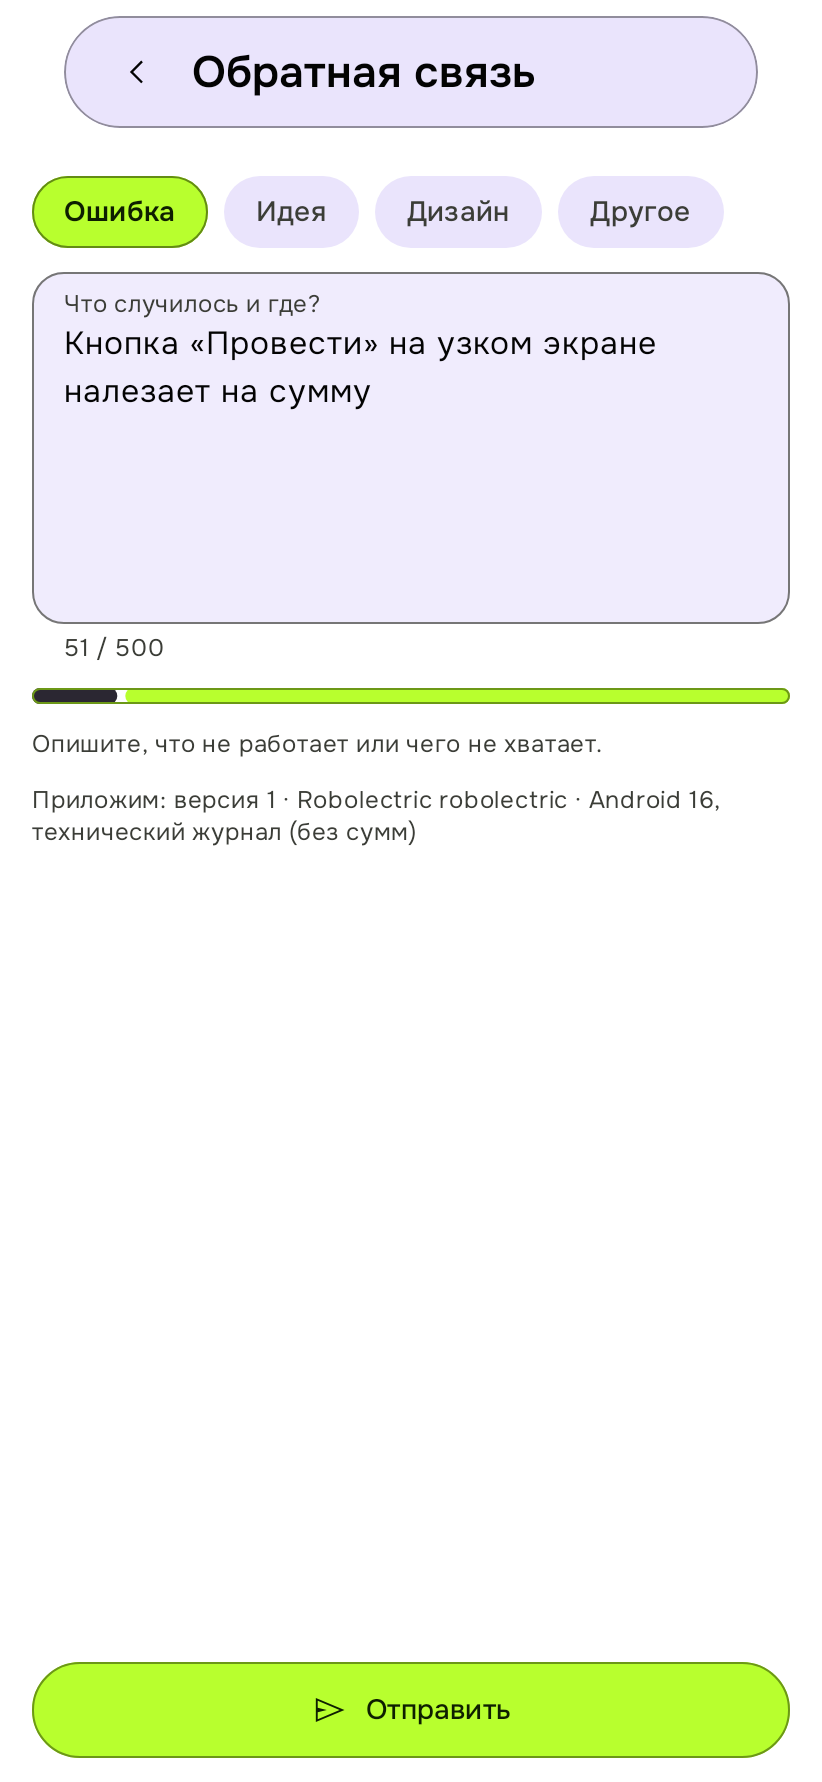 Обратная связь
Ошибка
Идея
Дизайн
Другое
Что случилось и где?
Кнопка «Провести» на узком экране
налезает на сумму
51 / 500
Опишите, что не работает или чего не хватает.
Приложим: версия 1 · Robolectric robolectric · Android 16,
технический журнал (без сумм)
Отправить